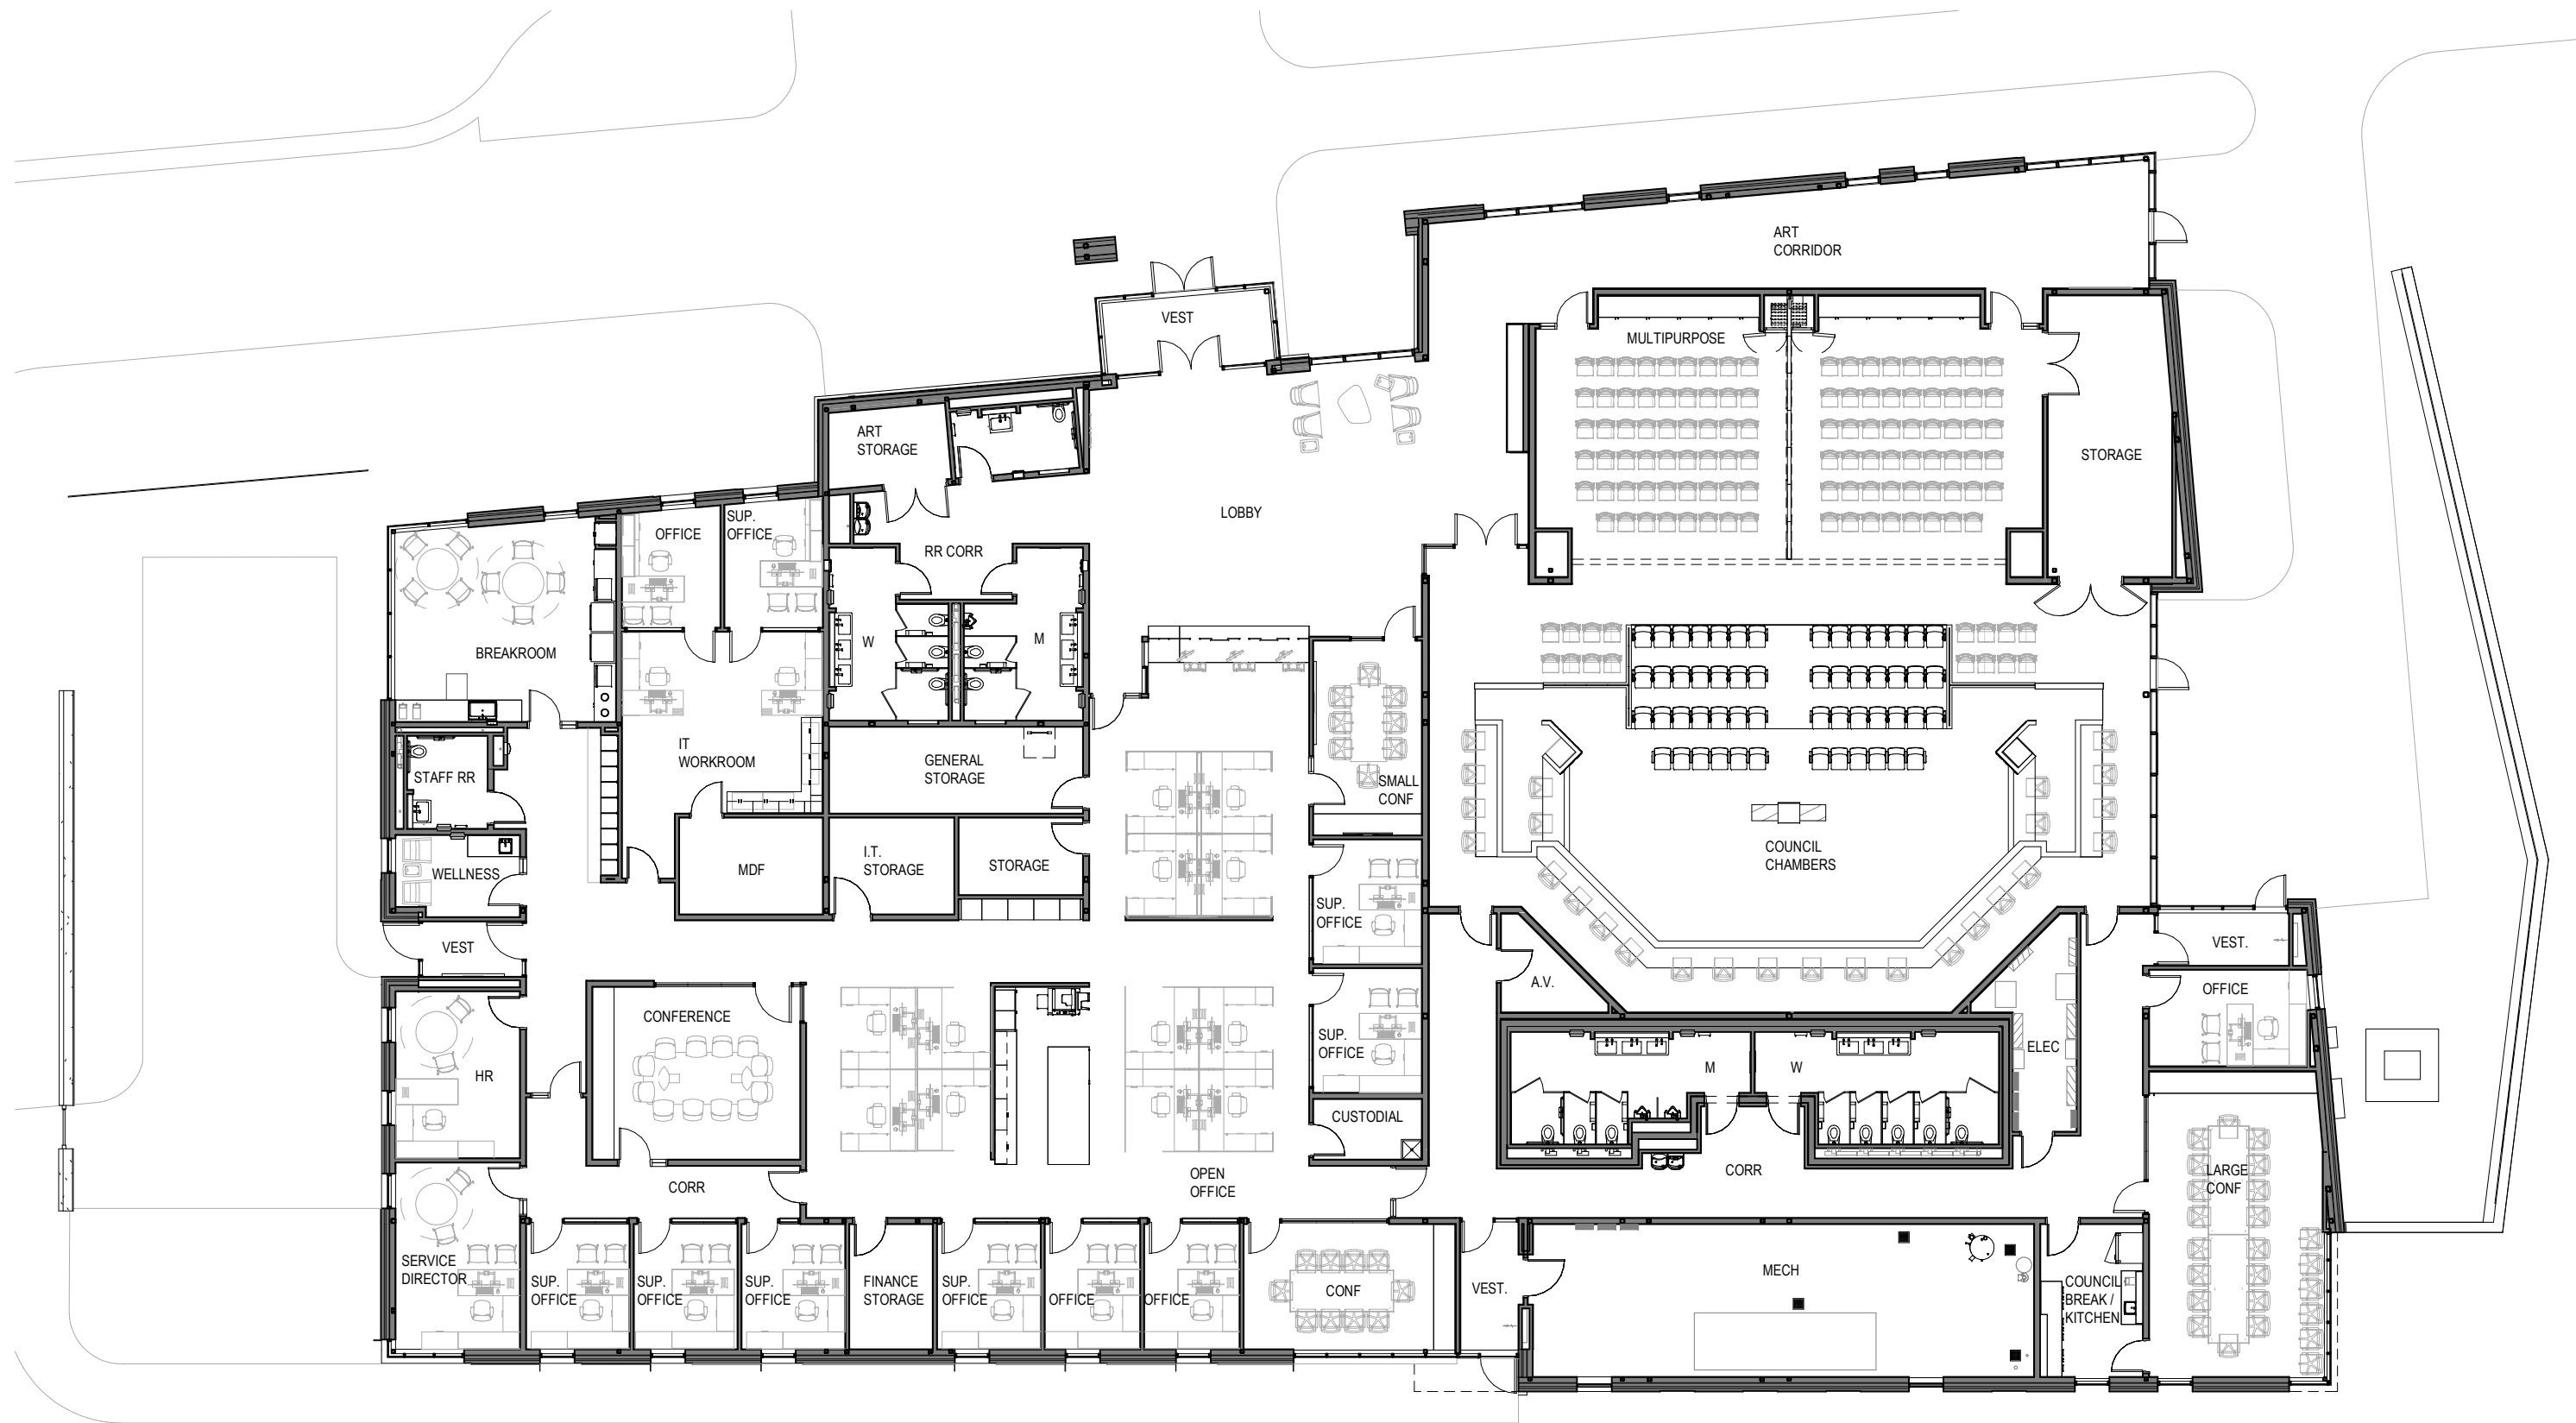 ART
CORRIDOR
VEST
MULTIPURPOSE
ART
STORAGE
STORAGE
LOBBY
SUP.
OFFICE
OFFICE
RR CORR
W
M
BREAKROOM
IT
WORKROOM
GENERAL
STORAGE
STAFF RR
SMALL
CONF
COUNCIL
CHAMBERS
WELLNESS
MDF
I.T.
STORAGE
STORAGE
SUP.
OFFICE
VEST
VEST.
A.V.
OFFICE
CONFERENCE
SUP.
OFFICE
HR
M
W
ELEC
CUSTODIAL
CORR
OPEN
OFFICE
CORR
LARGE
CONF
SERVICE
DIRECTOR
SUP.
OFFICE
SUP.
OFFICE
SUP.
OFFICE
FINANCE
STORAGE
SUP.
OFFICE
OFFICE
OFFICE
CONF
VEST.
MECH
COUNCIL
BREAK /
KITCHEN